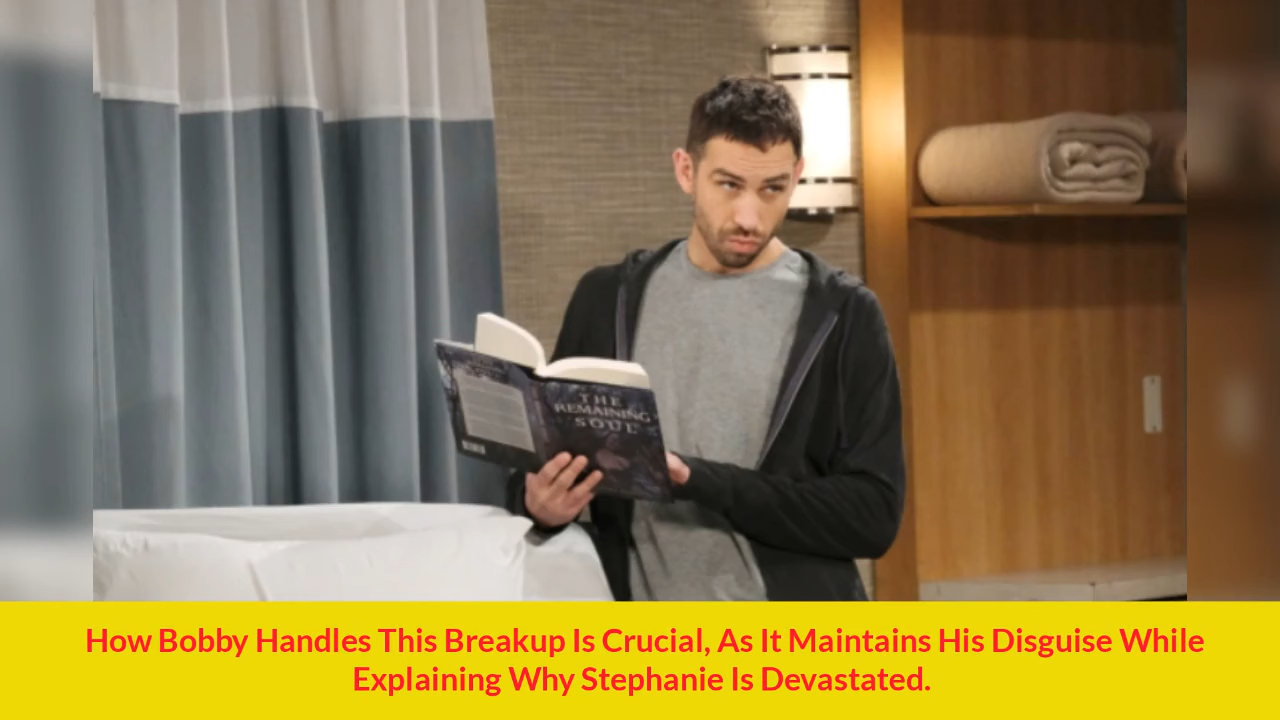 THE
REMAINING
SOUL
How Bobby Handles This Breakup Is Crucial, As It Maintains His Disguise While
Explaining Why Stephanie Is Devastated.